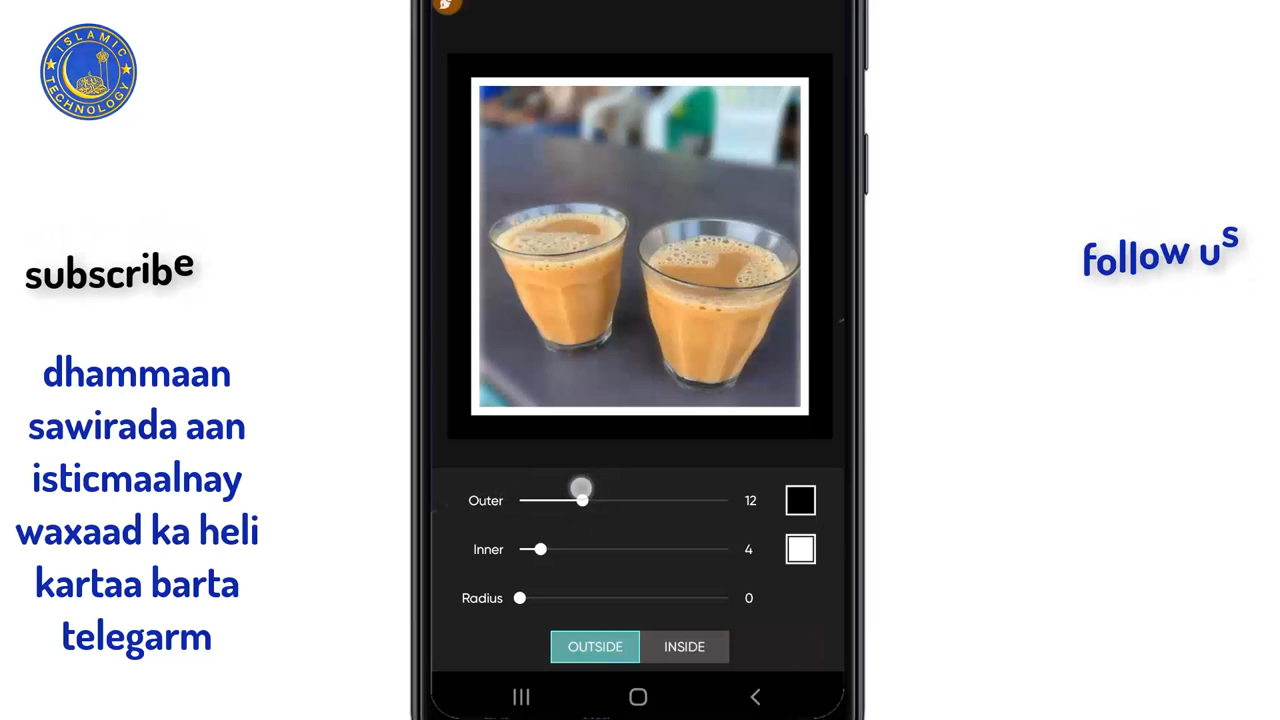 ISLAMIC
TECHNOLOGY
subscribe
follow us
dhammaan
sawirada aan
isticmaalnay
waxaad ka heli
kartaa barta
telegarm
Outer 12
Inner 4
Radius 0
OUTSIDE INSIDE